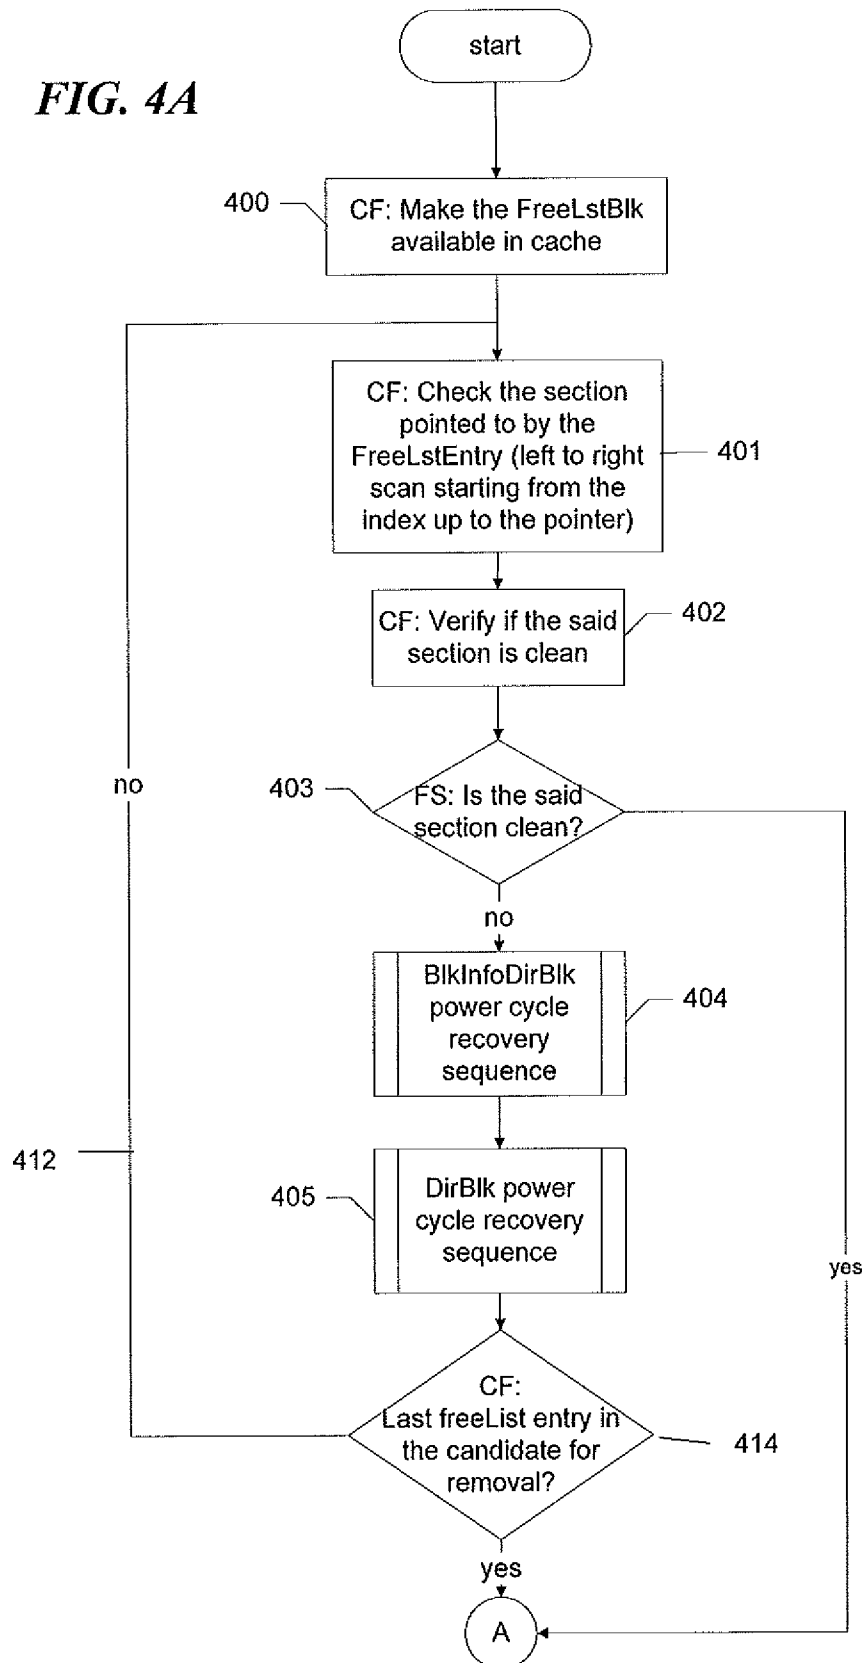 start
FIG. 4A
400
CF: Make the FreeLstBlk
available in cache
CF: Check the section
pointed to by the
FreeLstEntry (left to right
scan starting from the
index up to the pointer)
401
CF: Verify if the said
section is clean
402
no
403
FS: Is the said
section clean?
no
BlkInfoDirBlk
power cycle
recovery
sequence
404
412
405
DirBlk power
cycle recovery
sequence
yes
CF:
Last freeList entry in
the candidate for
removal?
414
yes
A